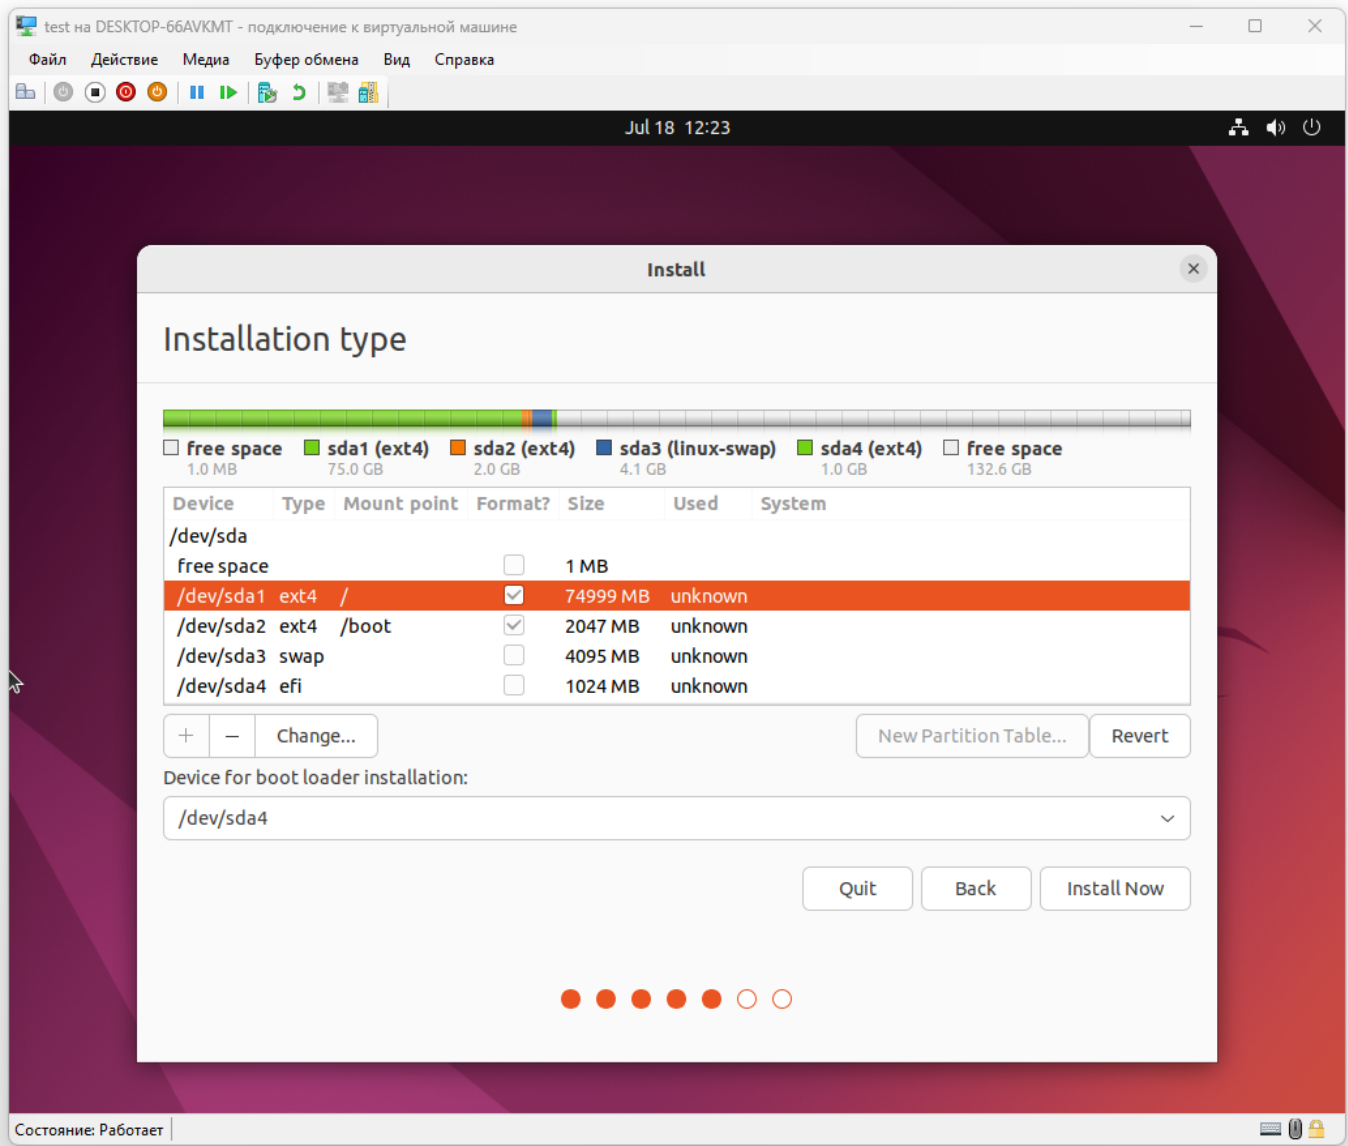 test на DESKTOP-66AVKMT - подключение к виртуальной машине
Файл Действие Медиа Буфер обмена Вид Справка
Jul 18 12:23
Install
Installation type
free space sda1 (ext4) sda2 (ext4) sda3 (linux-swap) sda4 (ext4) free space
1.0 MB 75.0 GB 2.0 GB 4.1 GB 1.0 GB 132.6 GB
Device Type Mount point Format? Size Used System
/dev/sda
free space 1 MB
/dev/sda1 ext4 / 74999 MB unknown
/dev/sda2 ext4 /boot 2047 MB unknown
/dev/sda3 swap 4095 MB unknown
/dev/sda4 efi 1024 MB unknown
+ − Change... New Partition Table... Revert
Device for boot loader installation:
/dev/sda4
Quit Back Install Now
Состояние: Работает